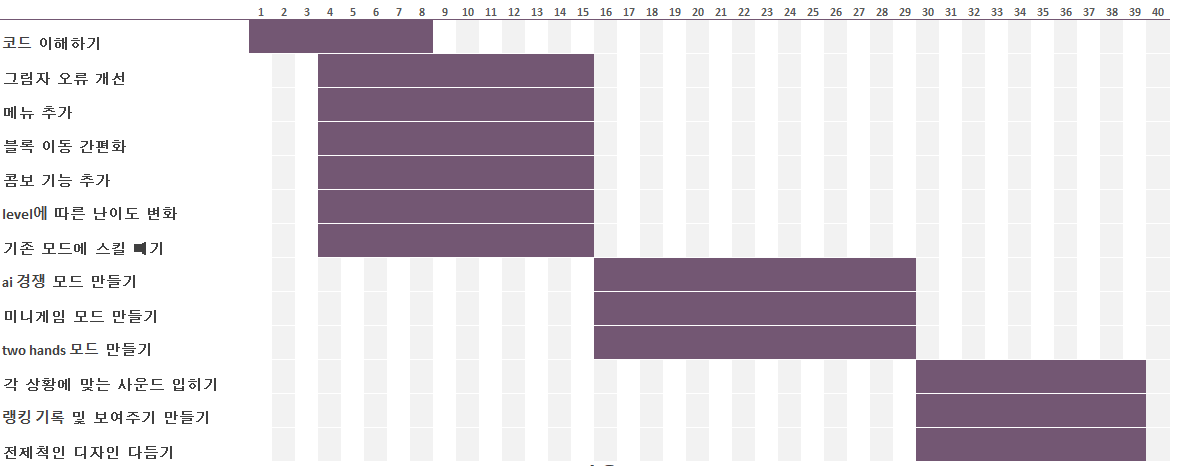 1 2 3 4 5 6 7 8 9 10 11 12 13 14 15 16 17 18 19 20 21 22 23 24 25 26 27 28 29 30 31 32 33 34 35 36 37 38 39 40
코드 이해하기
그림자 오류 개선
메뉴 추가
블록 이동 간편화
콤보 기능 추가
level에 따른 난이도 변화
기존 모드에 스킬 빼기
ai 경쟁 모드 만들기
미니게임 모드 만들기
two hands 모드 만들기
각 상황에 맞는 사운드 입히기
랭킹 기록 및 보여주기 만들기
전체적인 디자인 다듬기